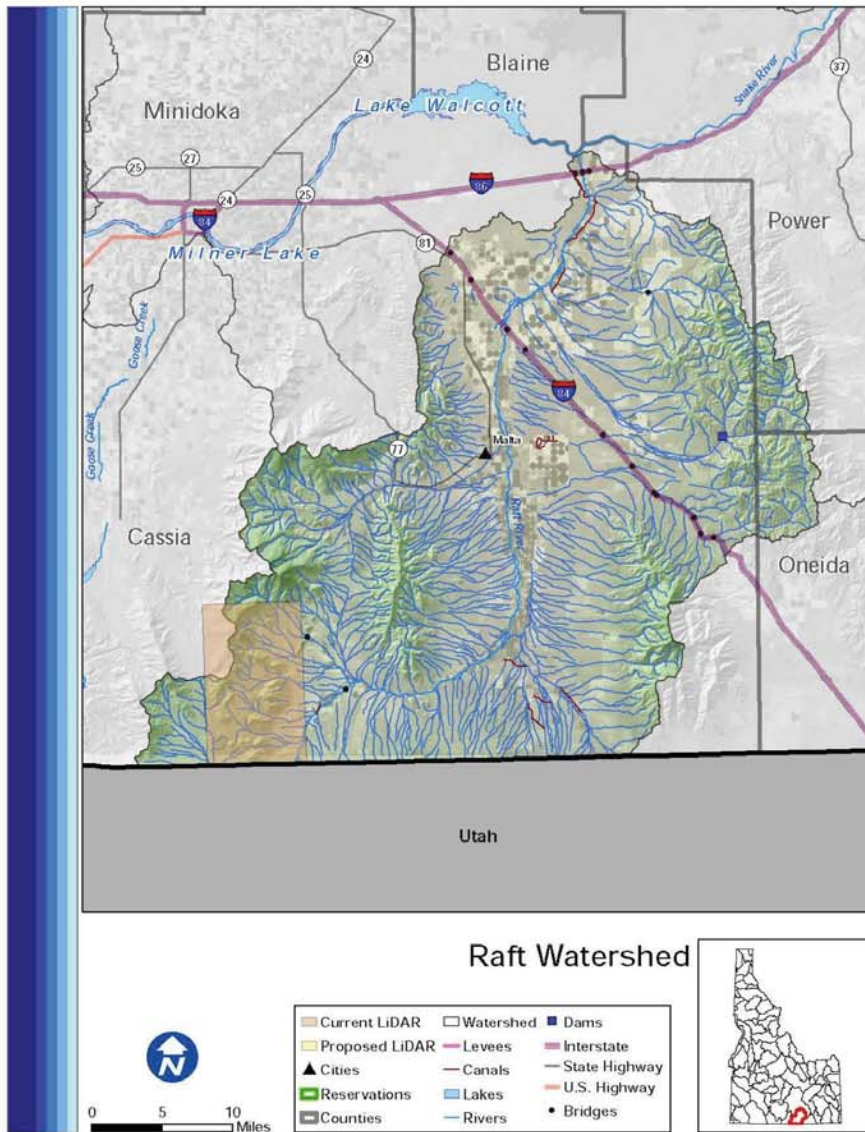 24
Blaine
37
Snake River
Lake Walcott
Minidoka
27
25
86
24
25
84
Power
81
Milner Lake
Goose Creek
84
Malta
77
Goose Creek
Raft River
Cassia
Oneida
Utah
Raft Watershed
Current LiDAR
Watershed
Dams
Proposed LiDAR
Levees
Interstate
Cities
Canals
State Highway
Reservations
Lakes
U.S. Highway
Counties
Rivers
Bridges
N
0 5 10
Miles